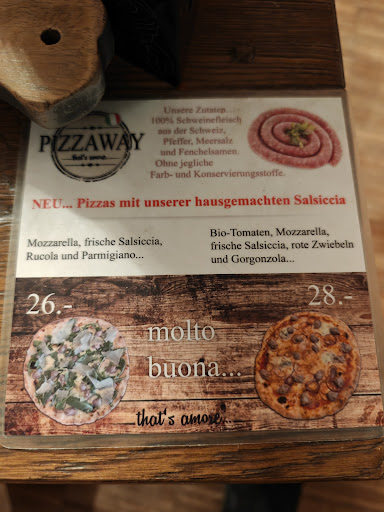 PIZZAWAY
that's amore...
Unsere Zutaten...
100% Schweinefleisch
aus der Schweiz,
Pfeffer, Meersalz
und Fenchelsamen.
Ohne jegliche
Farb- und Konservierungsstoffe.
NEU... Pizzas mit unserer hausgemachten Salsiccia
Mozzarella, frische Salsiccia,
Rucola und Parmigiano...
Bio-Tomaten, Mozzarella,
frische Salsiccia, rote Zwiebeln
und Gorgonzola...
26.-
28.-
molto
buona...
...that's amore...